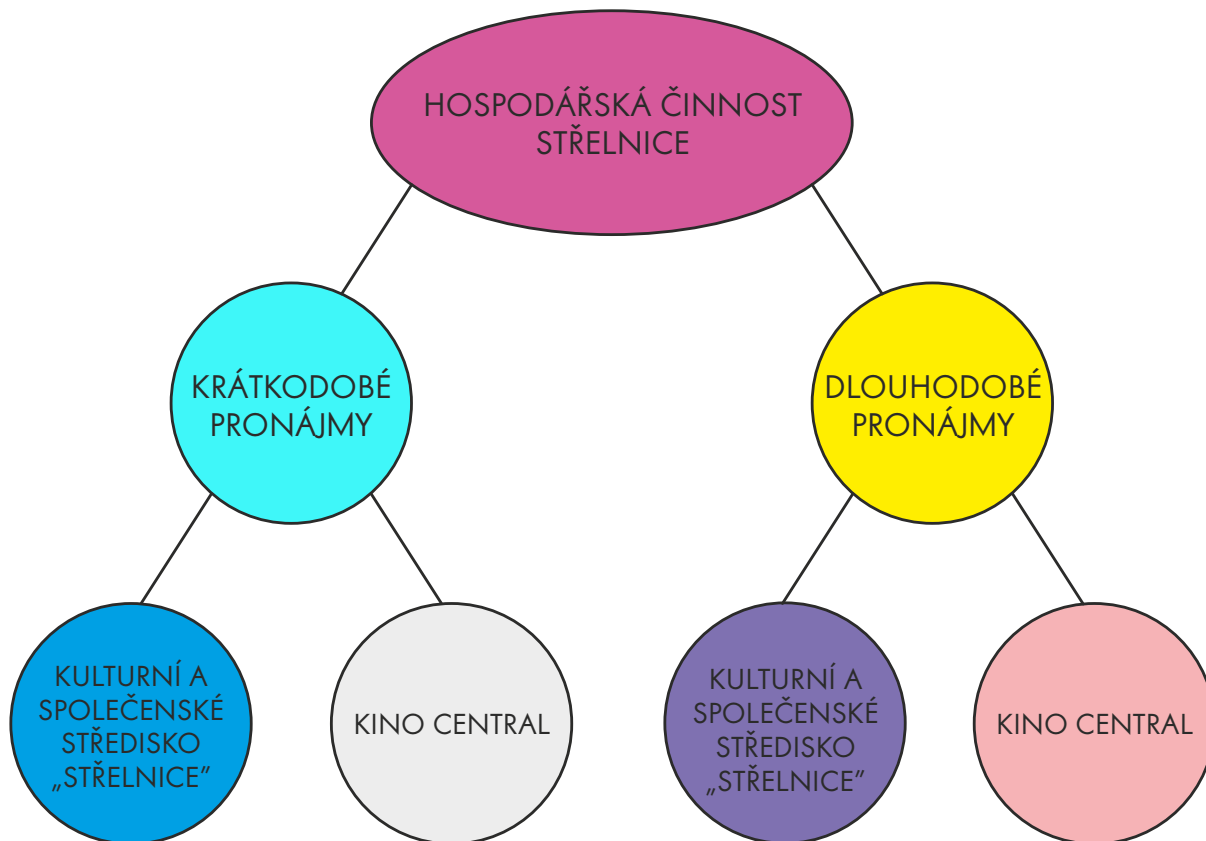 HOSPODÁŘSKÁ ČINNOST
STŘELNICE
KRÁTKODOBÉ
PRONÁJMY
DLOUHODOBÉ
PRONÁJMY
KULTURNÍ A
SPOLEČENSKÉ
STŘEDISKO
„STŘELNICE”
KINO CENTRAL
KULTURNÍ A
SPOLEČENSKÉ
STŘEDISKO
„STŘELNICE”
KINO CENTRAL